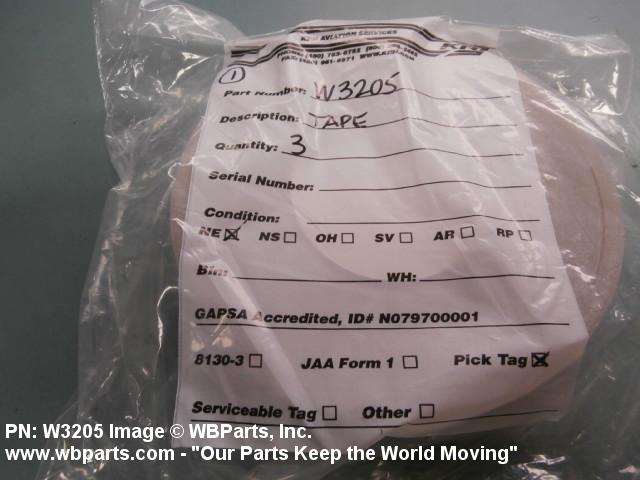 AVIATION SERVICES
①
Part Number: W3205
Description: TAPE
Quantity: 3
Serial Number:
Condition:
NE ☒ NS ☐ OH ☐ SV ☐ AR ☐ RP ☐
Bin: WH:
GAPSA Accredited, ID# N079700001
8130-3 ☐ JAA Form 1 ☐ Pick Tag ☒
Serviceable Tag ☐ Other ☐
PN: W3205 Image © WBParts, Inc.
www.wbparts.com - "Our Parts Keep the World Moving"